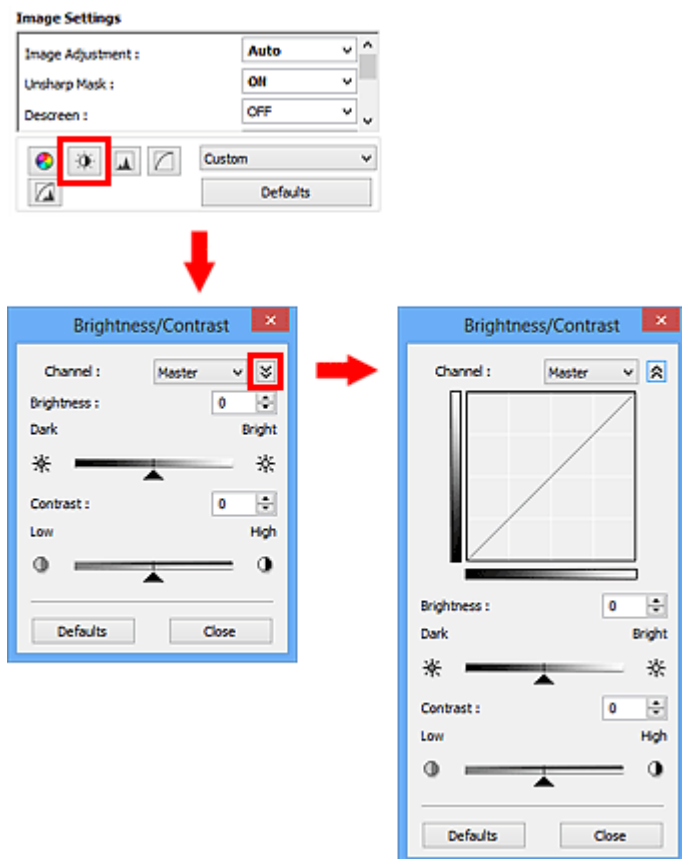 Image Settings
Image Adjustment : Auto
Unsharp Mask : ON
Descreen : OFF
Custom
Defaults
Brightness/Contrast
Channel : Master
Brightness : 0
Dark Bright
Contrast : 0
Low High
Defaults Close
Brightness/Contrast
Channel : Master
Brightness : 0
Dark Bright
Contrast : 0
Low High
Defaults Close